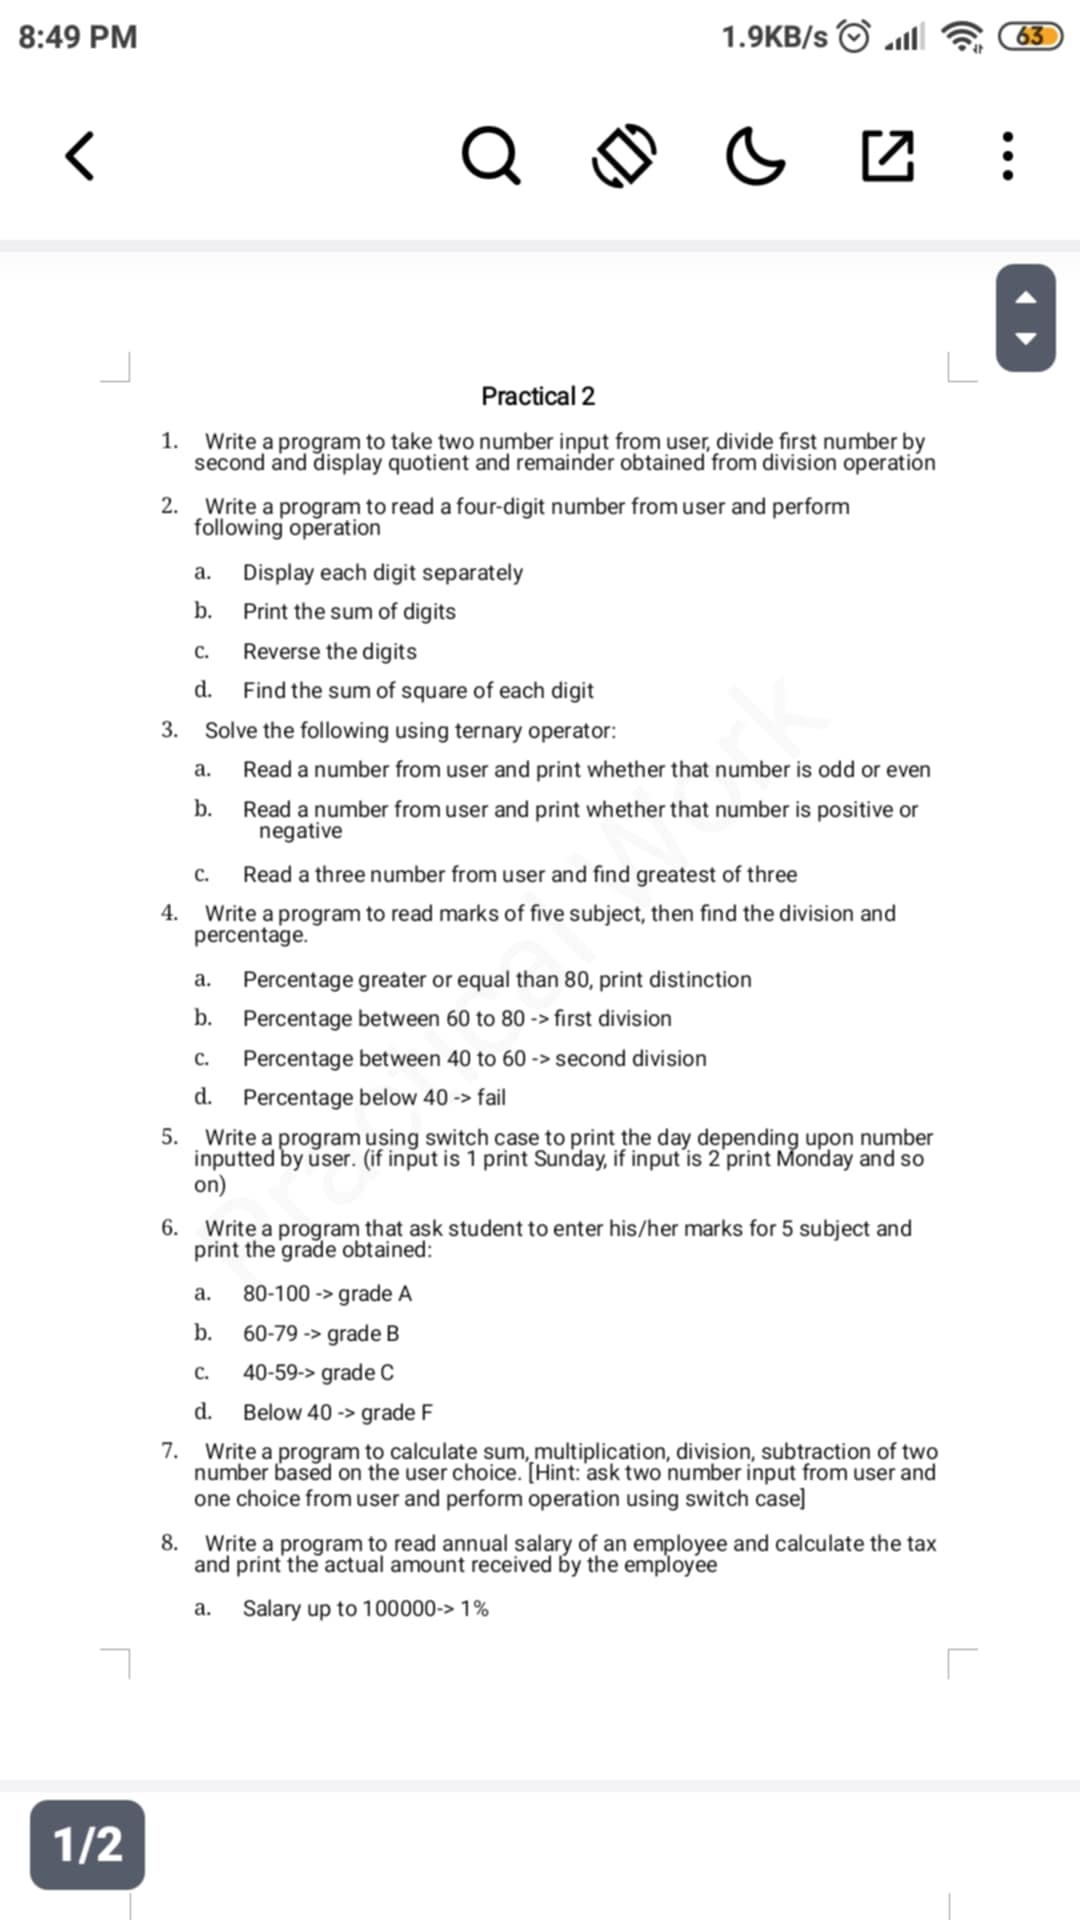 8:49 PM
1.9KB/s
63
Practical 2
1. Write a program to take two number input from user, divide first number by
second and display quotient and remainder obtained from division operation
2. Write a program to read a four-digit number from user and perform
following operation
a. Display each digit separately
b. Print the sum of digits
c. Reverse the digits
d. Find the sum of square of each digit
3. Solve the following using ternary operator:
a. Read a number from user and print whether that number is odd or even
b. Read a number from user and print whether that number is positive or
negative
c. Read a three number from user and find greatest of three
4. Write a program to read marks of five subject, then find the division and
percentage.
a. Percentage greater or equal than 80, print distinction
b. Percentage between 60 to 80 -> first division
c. Percentage between 40 to 60 -> second division
d. Percentage below 40 -> fail
5. Write a program using switch case to print the day depending upon number
inputted by user. (if input is 1 print Sunday, if input is 2 print Monday and so
on)
6. Write a program that ask student to enter his/her marks for 5 subject and
print the grade obtained:
a. 80-100 -> grade A
b. 60-79 -> grade B
c. 40-59-> grade C
d. Below 40 -> grade F
7. Write a program to calculate sum, multiplication, division, subtraction of two
number based on the user choice. [Hint: ask two number input from user and
one choice from user and perform operation using switch case]
8. Write a program to read annual salary of an employee and calculate the tax
and print the actual amount received by the employee
a. Salary up to 100000-> 1%
Practical Work
1/2